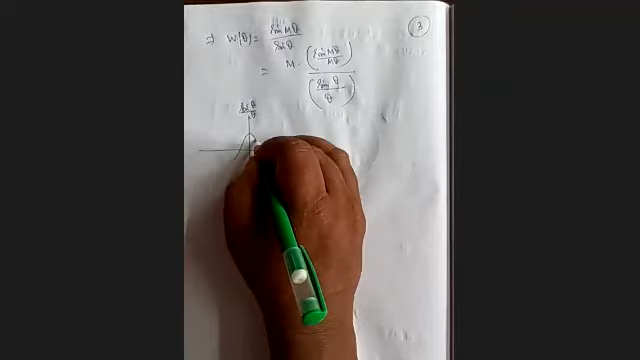 ⇒ W(θ) = sin Mθ / sin θ
= M · (sin Mθ / Mθ) / (sin θ / θ)
sin θ / θ
3